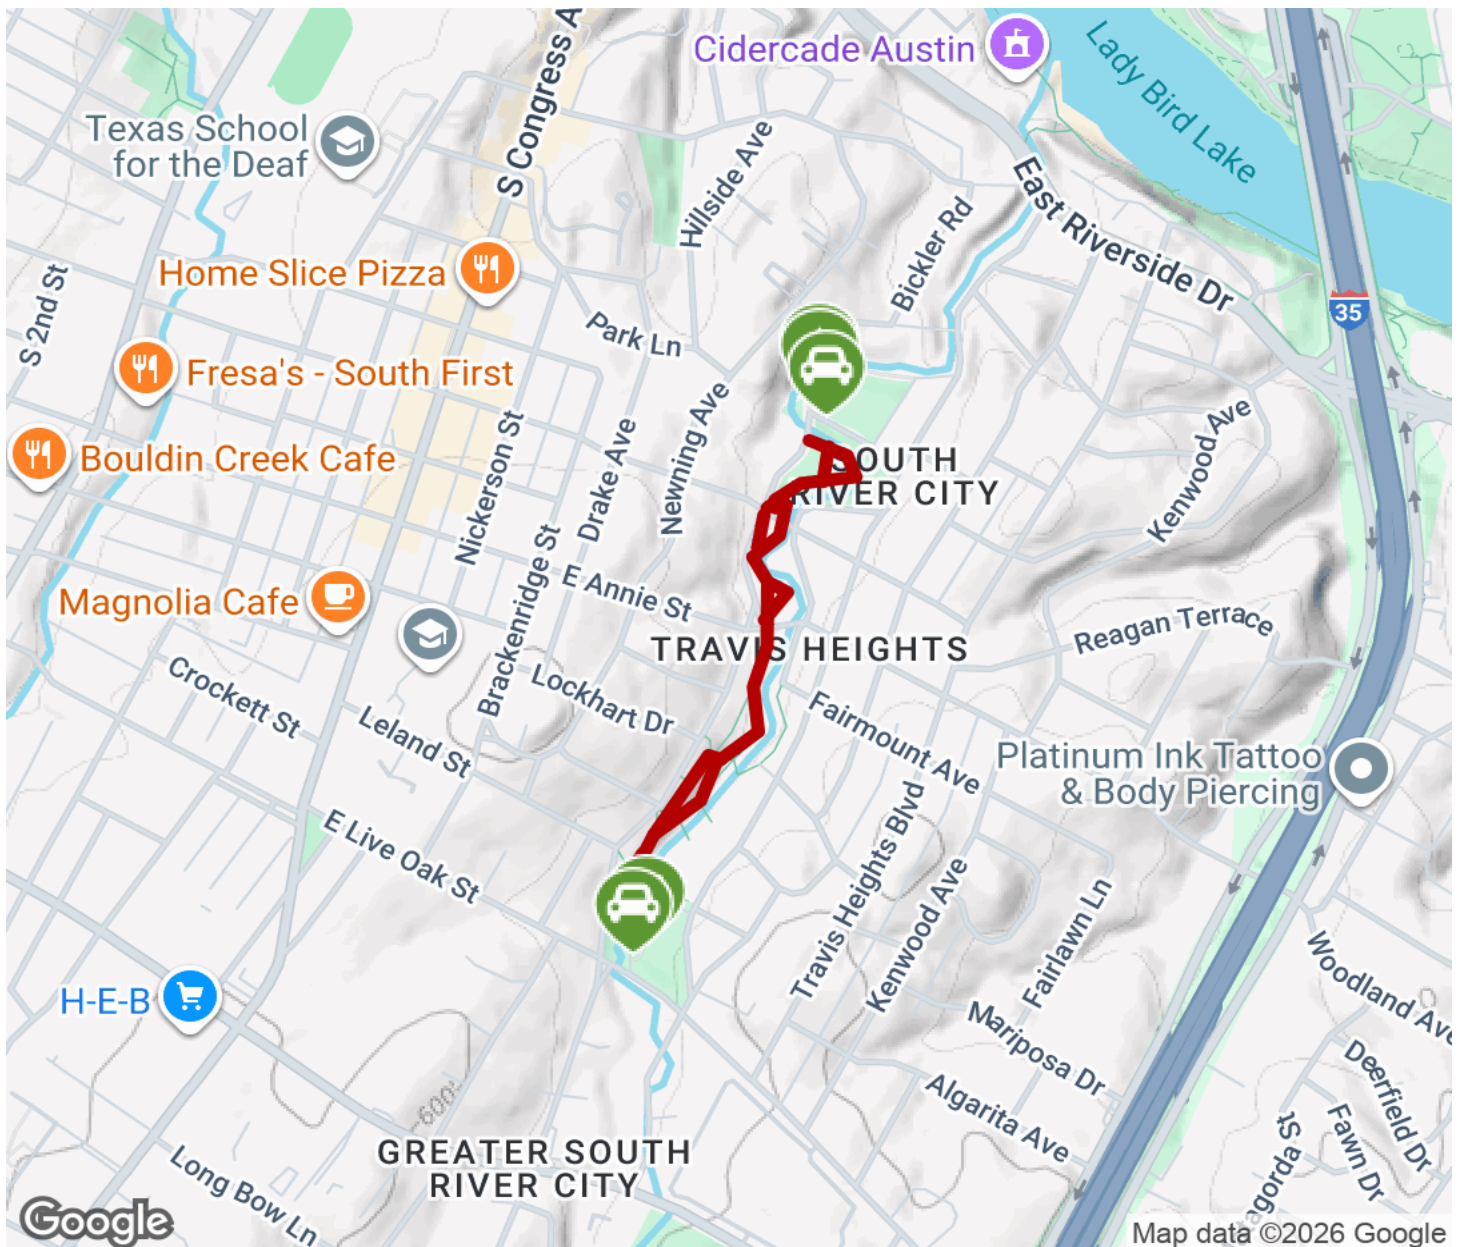 S Congress A
Cidercade Austin
Lady Bird Lake
Texas School
for the Deaf
Hillside Ave
East Riverside Dr
Bickler Rd
Home Slice Pizza
S 2nd St
35
Park Ln
Fresa's - South First
Newning Ave
Kenwood Ave
Nickerson St
Drake Ave
Bouldin Creek Cafe
SOUTH
RIVER CITY
Brackenridge St
E Annie St
Magnolia Cafe
Reagan Terrace
TRAVIS HEIGHTS
Crockett St
Lockhart Dr
Leland St
Fairmount Ave
Platinum Ink Tattoo
& Body Piercing
E Live Oak St
Travis Heights Blvd
Kenwood Ave
Fairlawn Ln
Woodland Ave
H-E-B
Mariposa Dr
Deerfield Dr
600'
Algarita Ave
Fawn Dr
tagorda St
GREATER SOUTH
RIVER CITY
Long Bow Ln
Google
Map data ©2026 Google